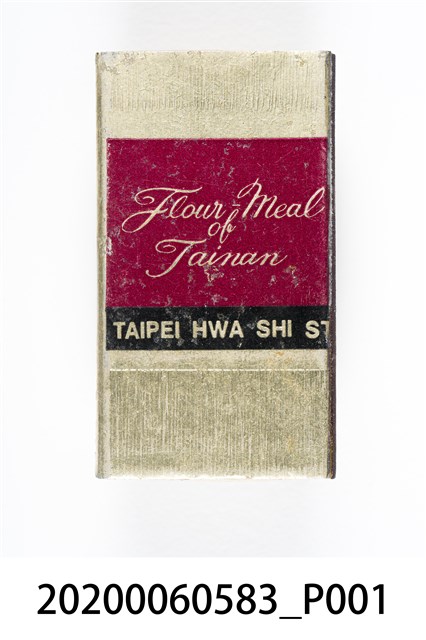 Flour-Meal
of
Tainan
TAIPEI HWA SHI ST
20200060583_P001